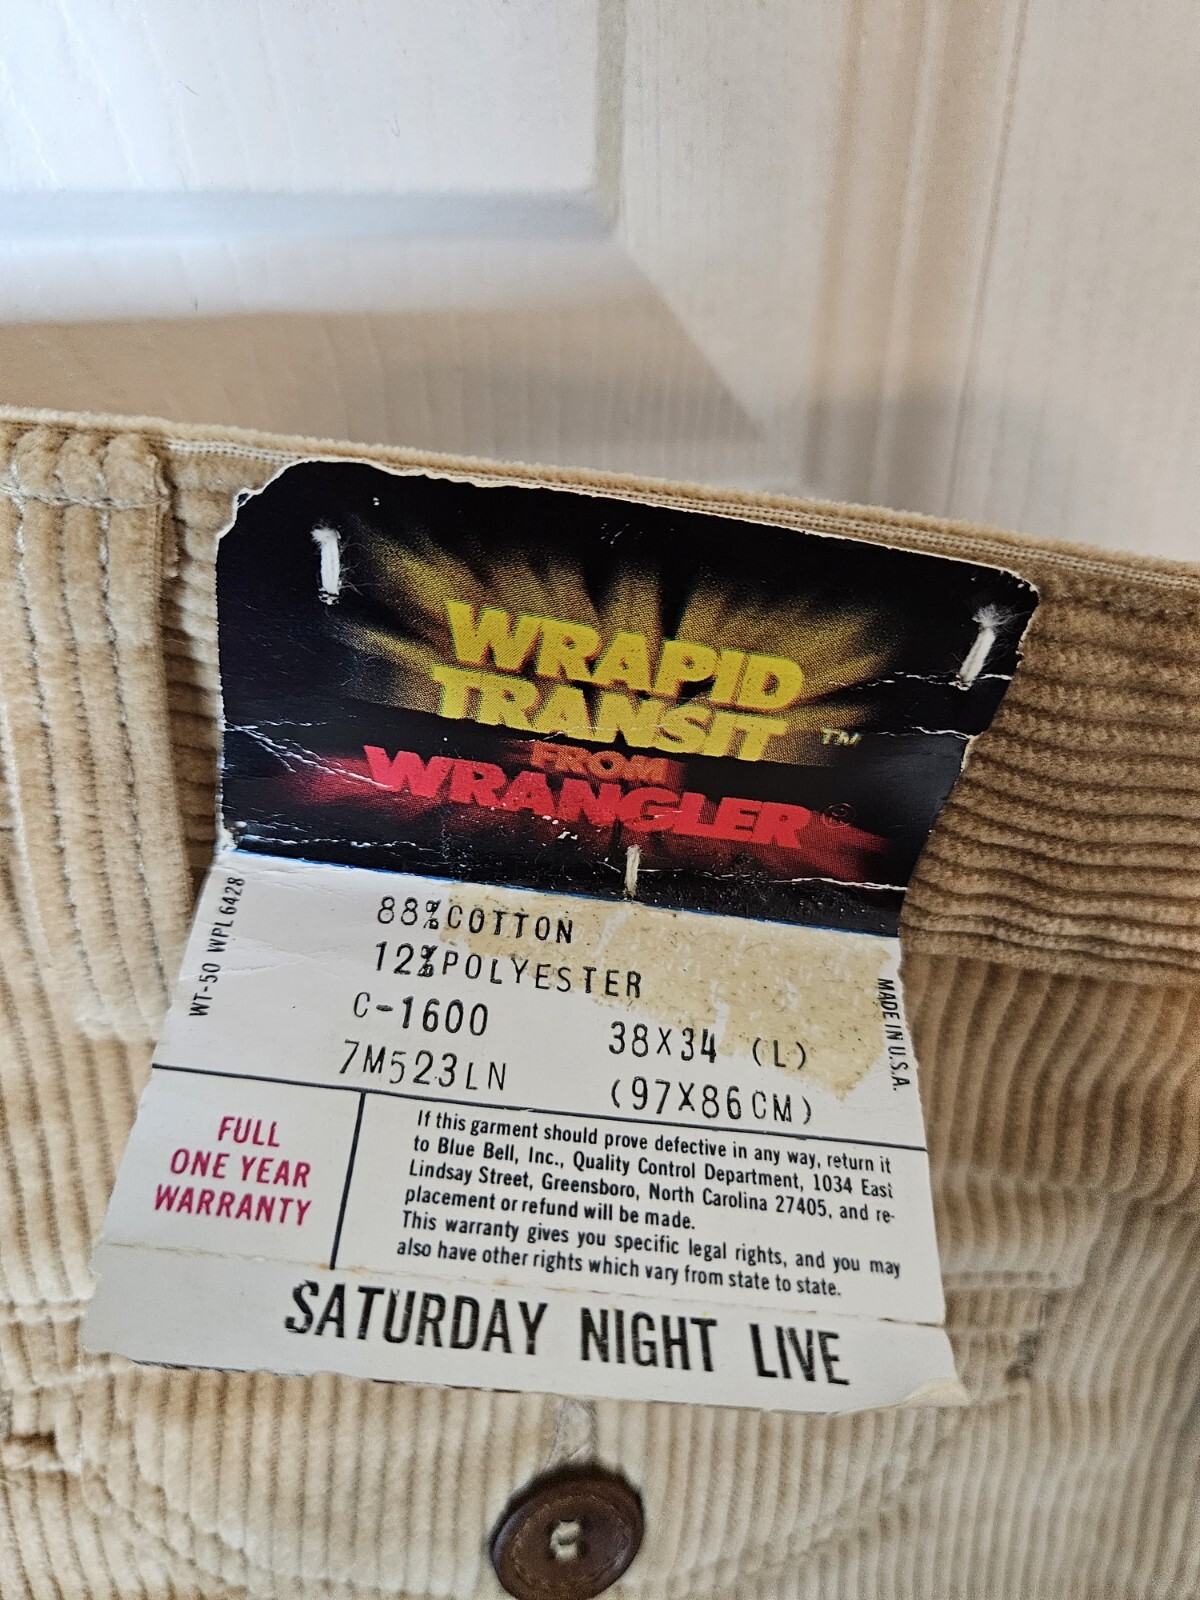 WRAPID
TRANSIT™
FROM
WRANGLER®
88%COTTON
12%POLYESTER
C-1600
38X34 (L)
7M523LN
(97X86CM)
WT-50 WPL6428
MADE IN U.S.A.
FULL
ONE YEAR
WARRANTY
If this garment should prove defective in any way, return it
to Blue Bell, Inc., Quality Control Department, 1034 East
Lindsay Street, Greensboro, North Carolina 27405, and re-
placement or refund will be made.
This warranty gives you specific legal rights, and you may
also have other rights which vary from state to state.
SATURDAY NIGHT LIVE